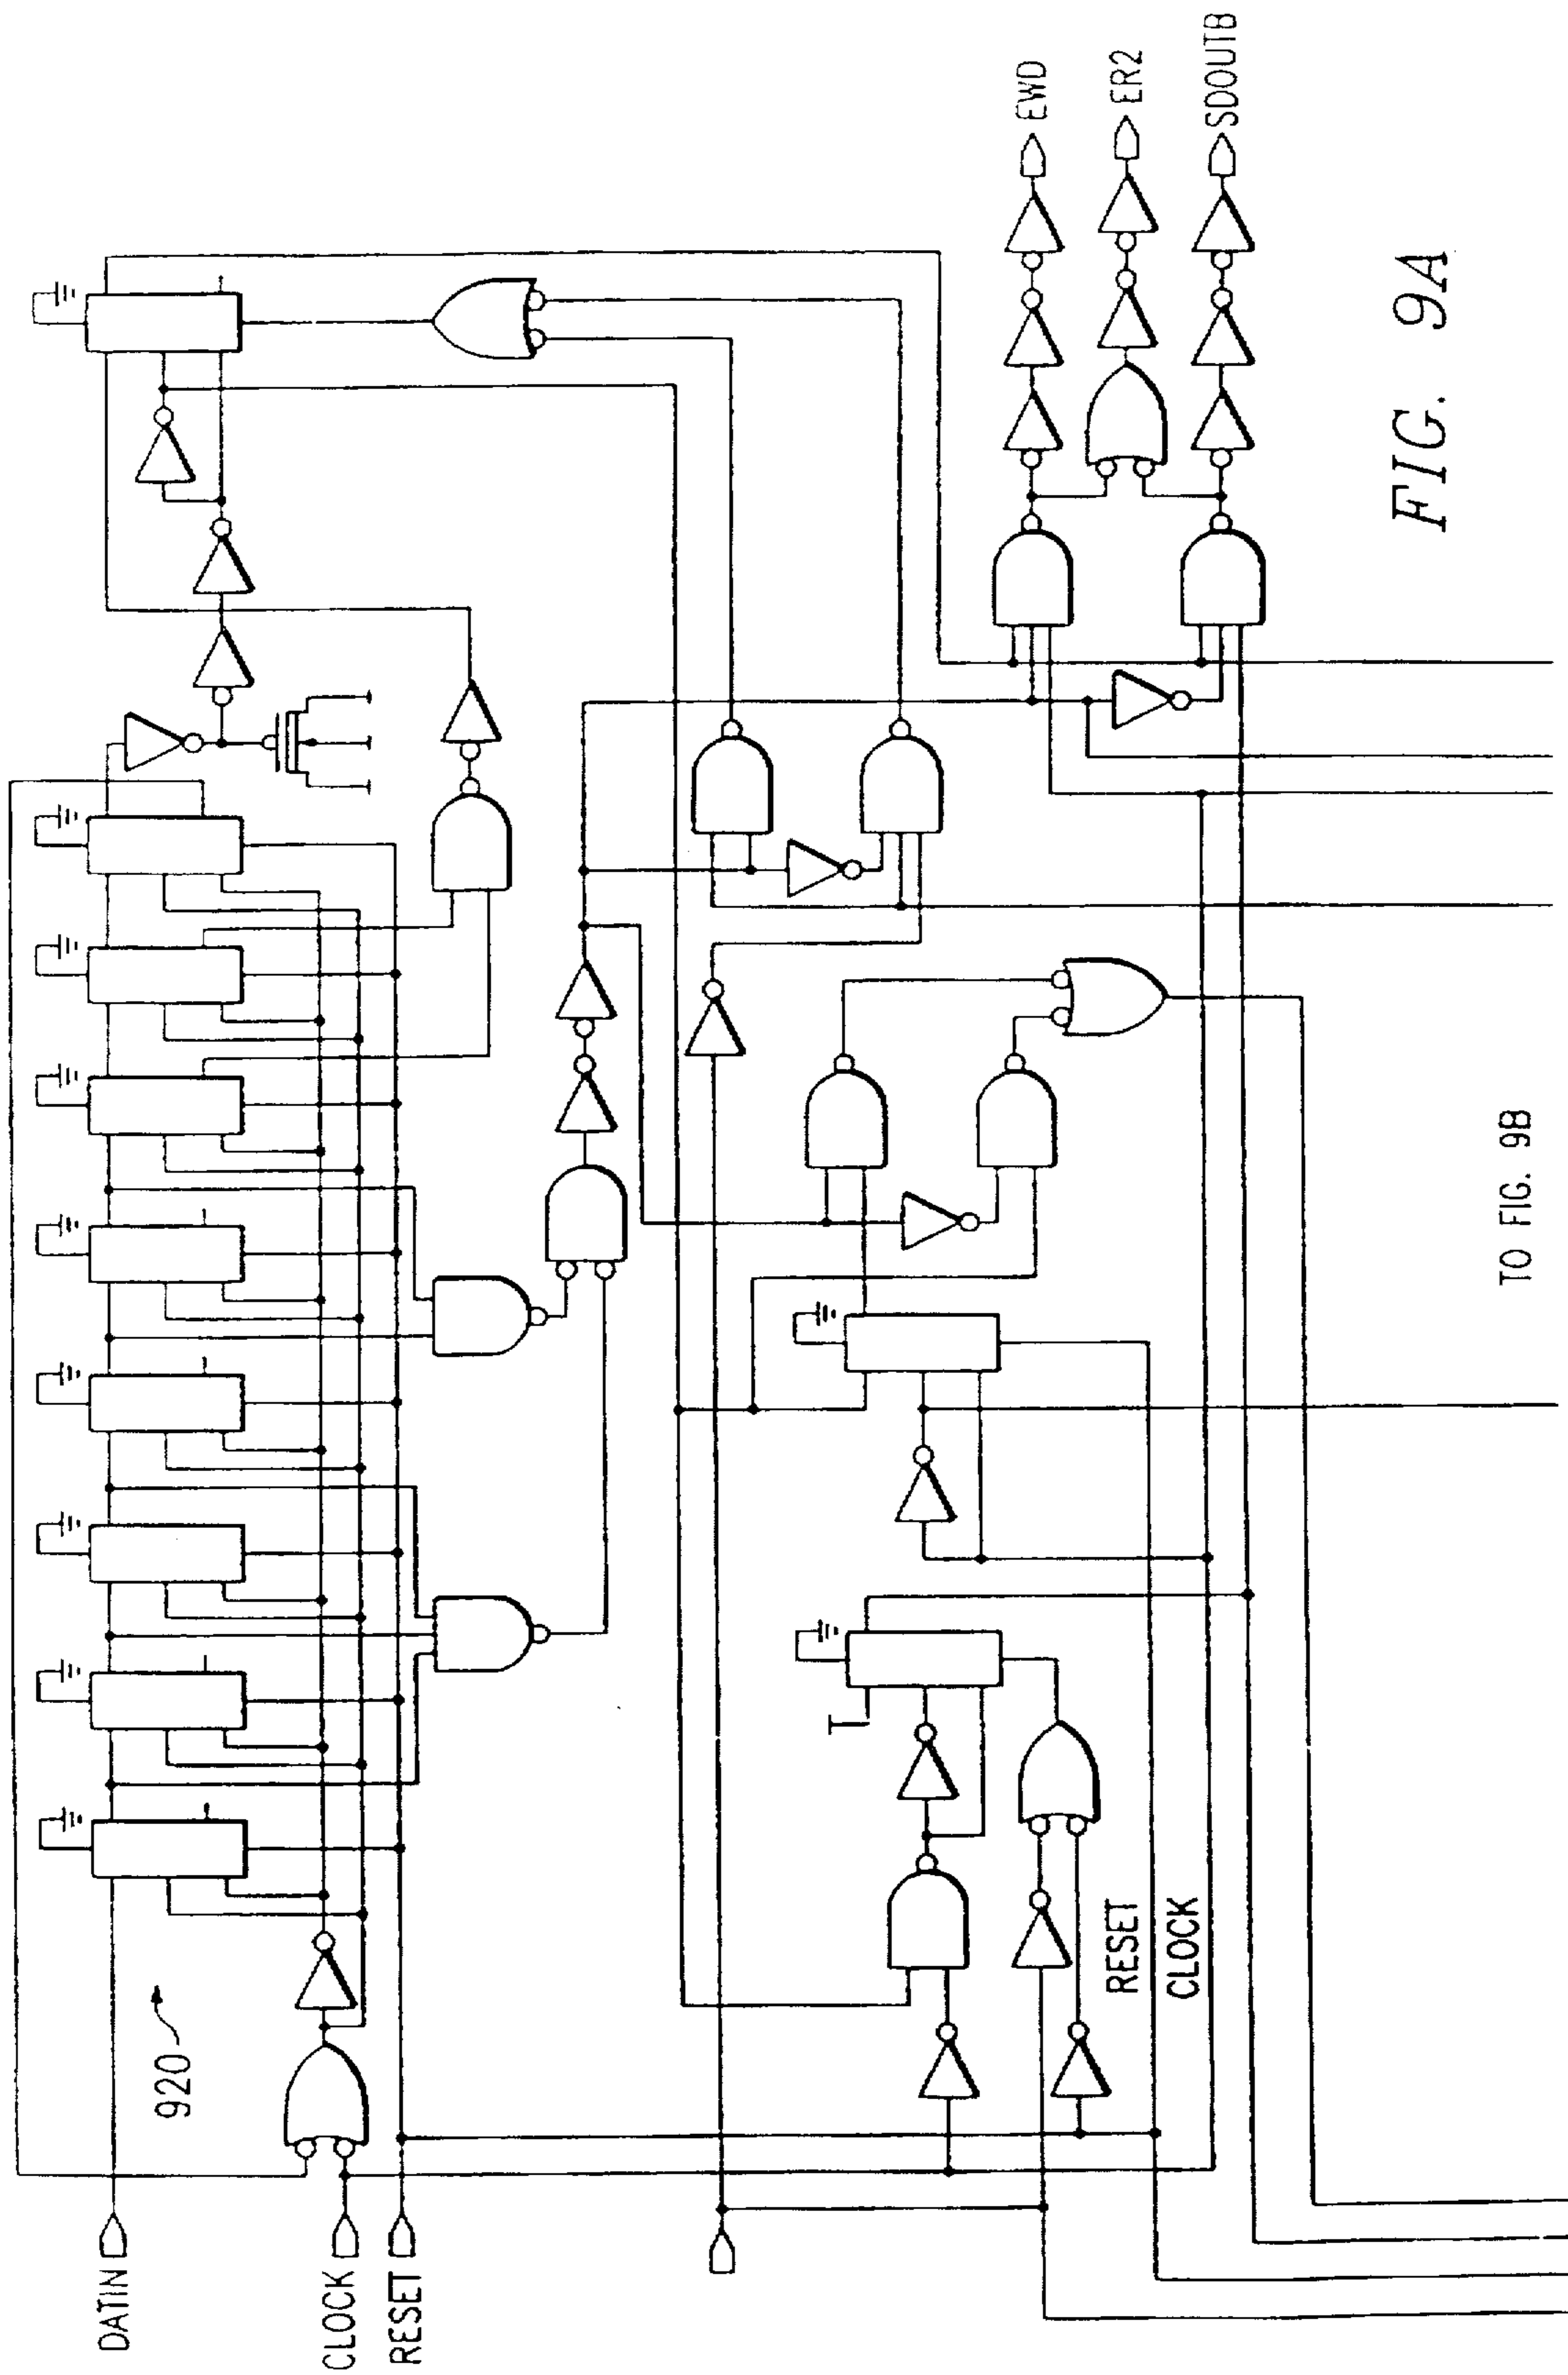 920
DATIN
CLOCK
RESET
EWD
ER2
SDOUTB
RESET
CLOCK
TO FIG. 9B
FIG. 9A